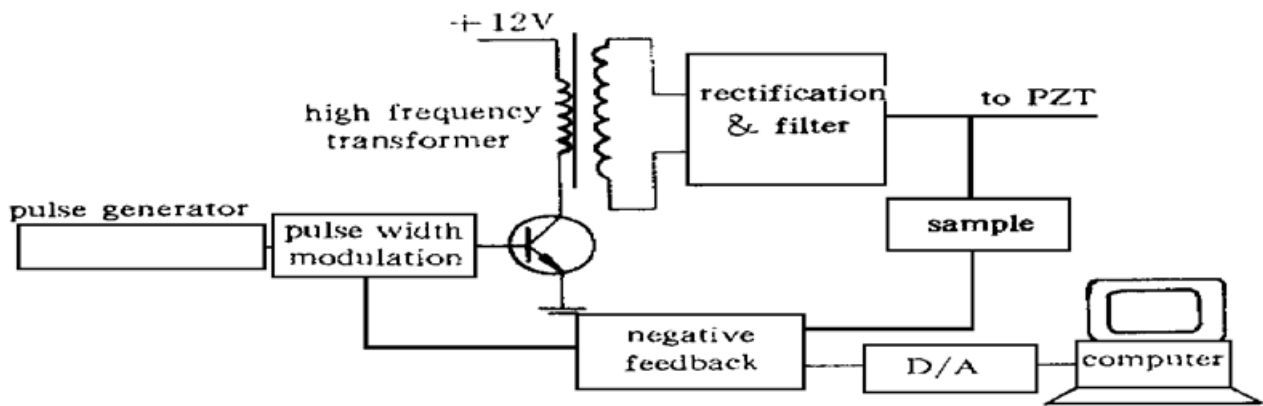 +12V
high frequency
transformer
rectification
& filter
to PZT
pulse generator
pulse width
modulation
sample
negative
feedback
D/A
computer